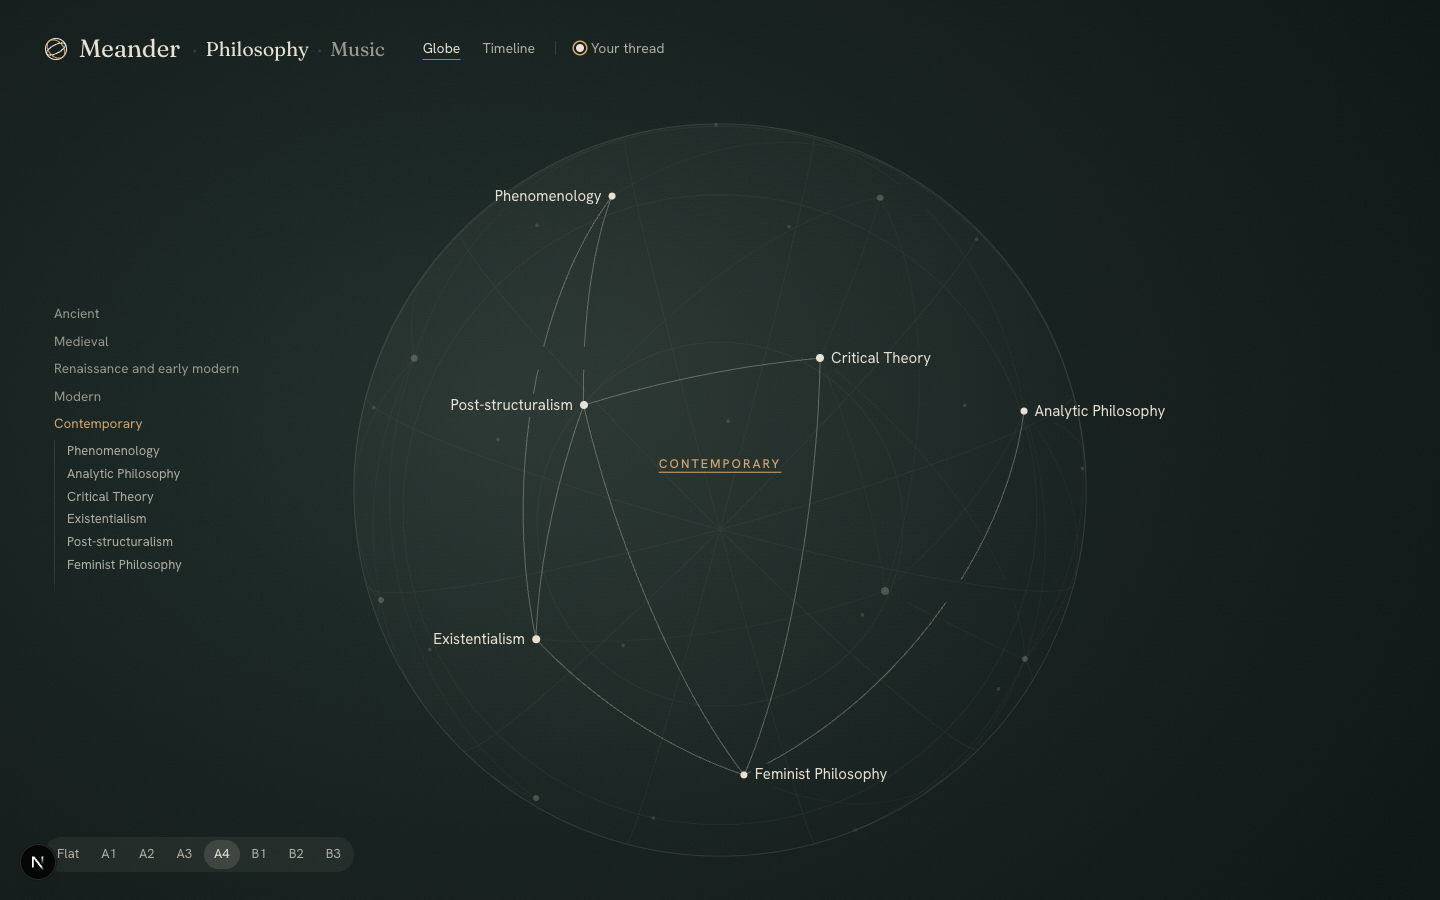 Meander · Philosophy · Music Globe Timeline Your thread
Phenomenology
Critical Theory
Post-structuralism
Analytic Philosophy
CONTEMPORARY
Existentialism
Feminist Philosophy
Ancient
Medieval
Renaissance and early modern
Modern
Contemporary
Phenomenology
Analytic Philosophy
Critical Theory
Existentialism
Post-structuralism
Feminist Philosophy
N Flat A1 A2 A3 A4 B1 B2 B3